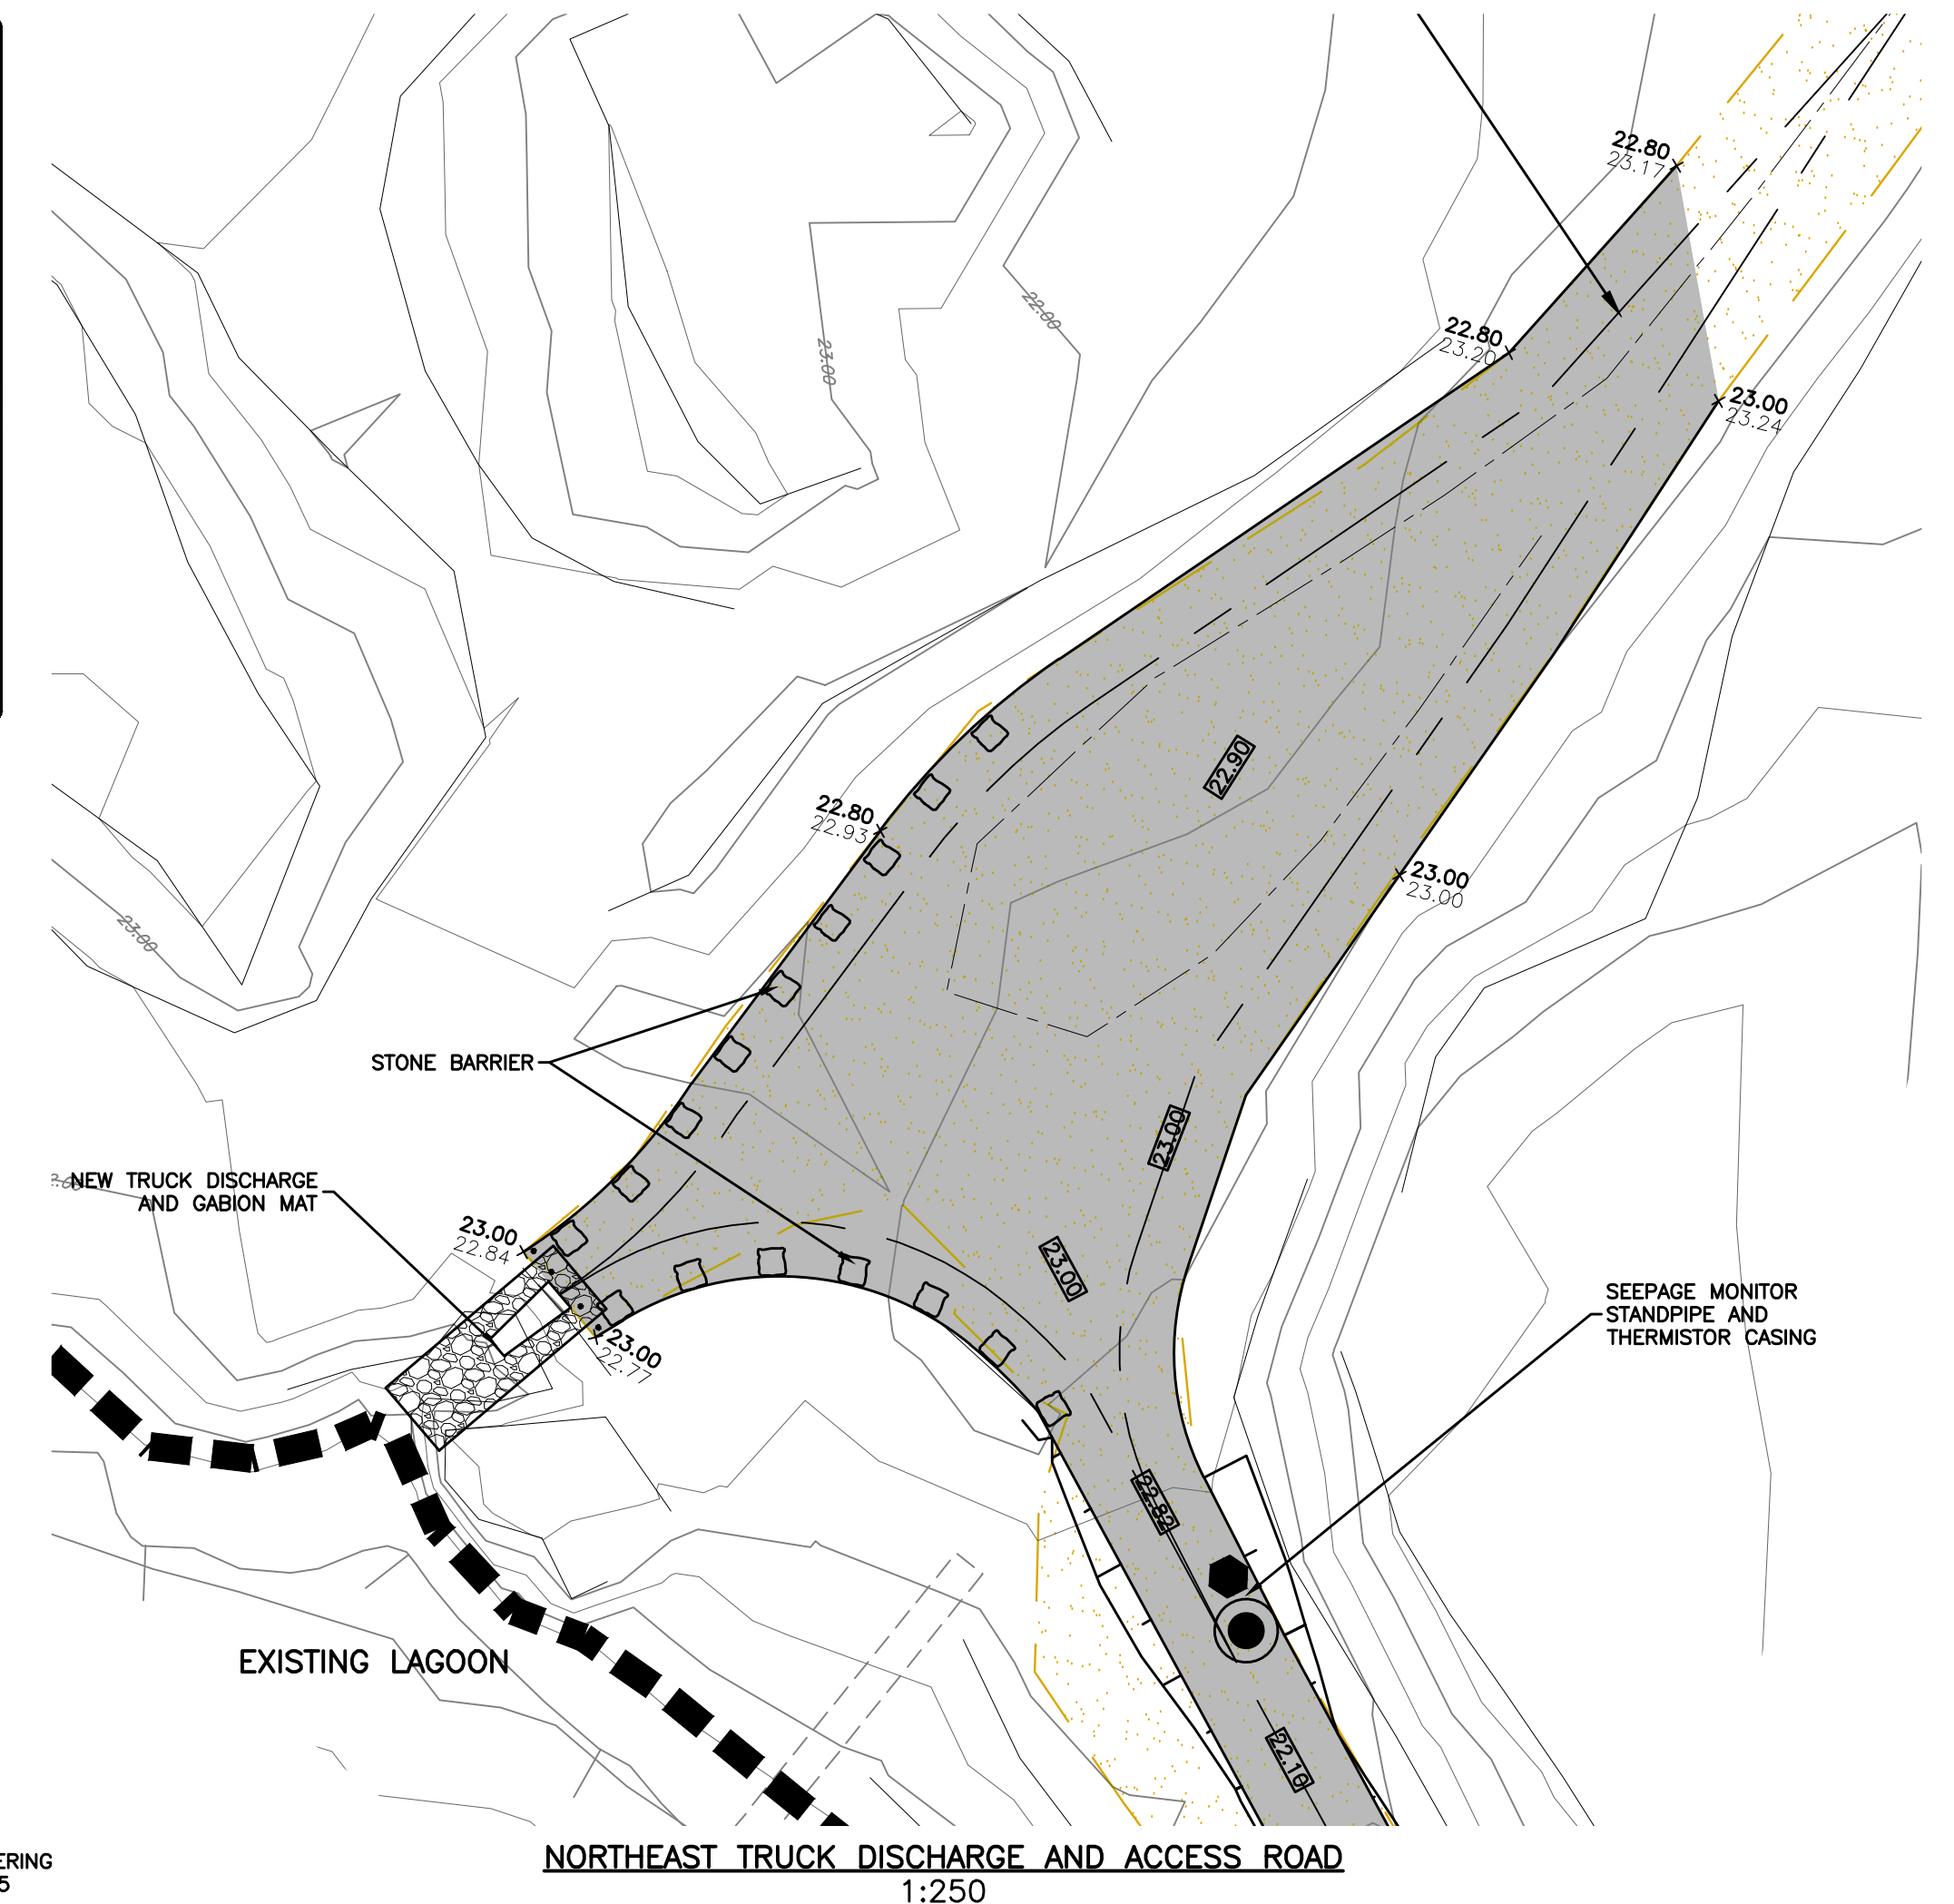 22.80
23.17
22.00
23.00
22.80
23.20
23.00
23.24
22.90
22.80
22.93
23.00
23.00
23.00
STONE BARRIER
23.00
NEW TRUCK DISCHARGE
AND GABION MAT
23.00
22.84
23.00
23.00
22.77
SEEPAGE MONITOR
STANDPIPE AND
THERMISTOR CASING
22.82
EXISTING LAGOON
22.10
NORTHEAST TRUCK DISCHARGE AND ACCESS ROAD
1:250
ERING
5